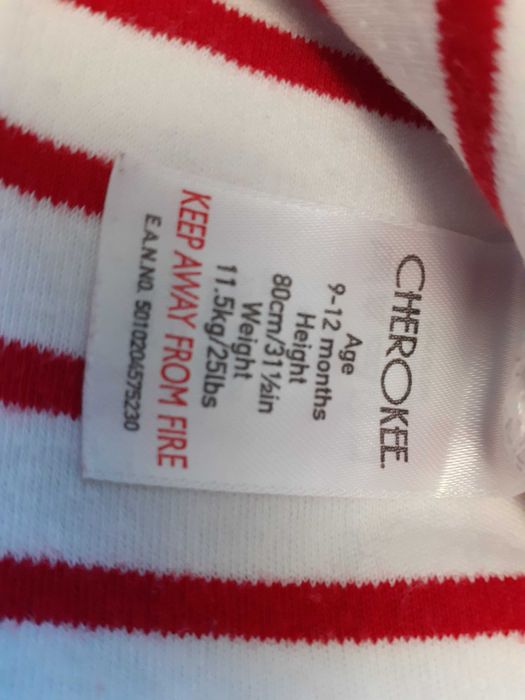 CHEROKEE.
Age
9-12 months
Height
80cm/31½in
Weight
11.5kg/25lbs
KEEP AWAY FROM FIRE
E.A.N.NO. 5010204575230